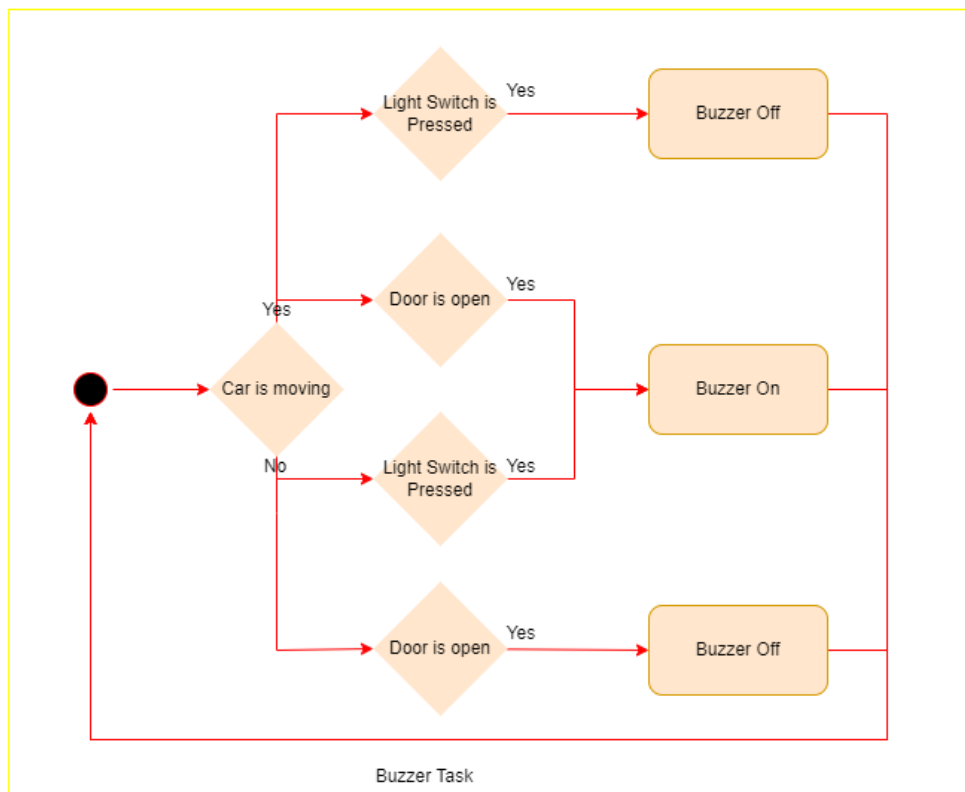 Light Switch is
Pressed
Yes
Buzzer Off
Door is open
Yes
Yes
Car is moving
Buzzer On
No
Light Switch is
Pressed
Yes
Door is open
Yes
Buzzer Off
Buzzer Task